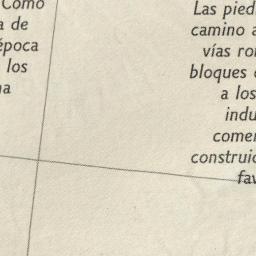 Como
a de
época
los
na
Las pied
camino a
vías ro
bloques
a los
indu
comer
construi
fav